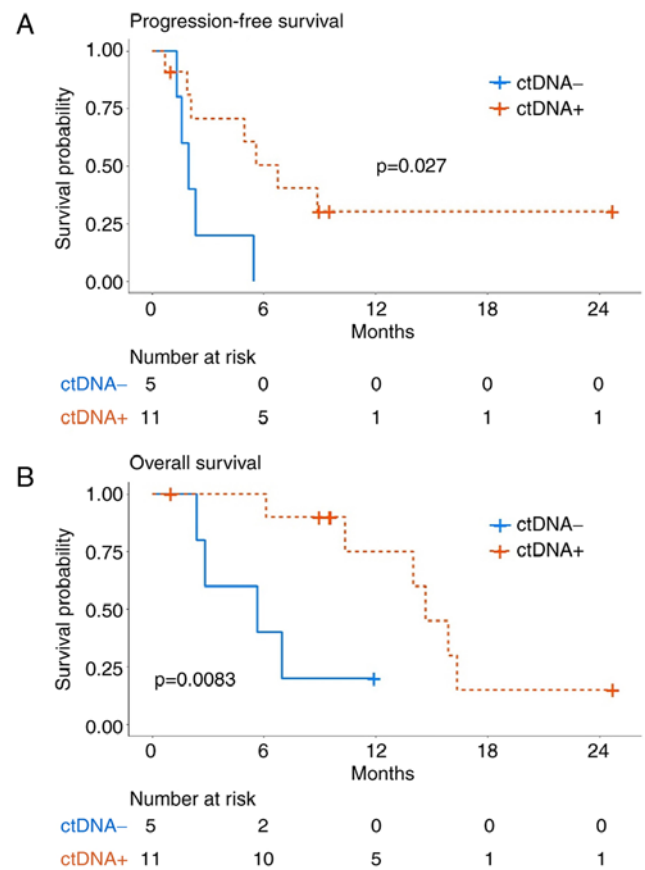 A
Progression-free survival
1.00
0.75
0.50
0.25
0.00
Survival probability
ctDNA−
ctDNA+
p=0.027
0 6 12 18 24
Months
Number at risk
ctDNA− 5 0 0 0 0
ctDNA+ 11 5 1 1 1
B
Overall survival
1.00
0.75
0.50
0.25
0.00
Survival probability
ctDNA−
ctDNA+
p=0.0083
0 6 12 18 24
Months
Number at risk
ctDNA− 5 2 0 0 0
ctDNA+ 11 10 5 1 1